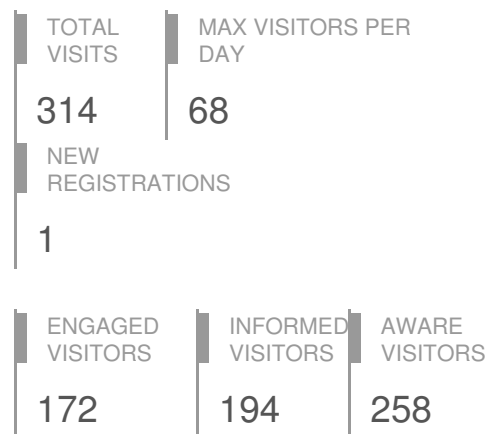 TOTAL
VISITS
314
MAX VISITORS PER
DAY
68
NEW
REGISTRATIONS
1
ENGAGED
VISITORS
172
INFORMED
VISITORS
194
AWARE
VISITORS
258